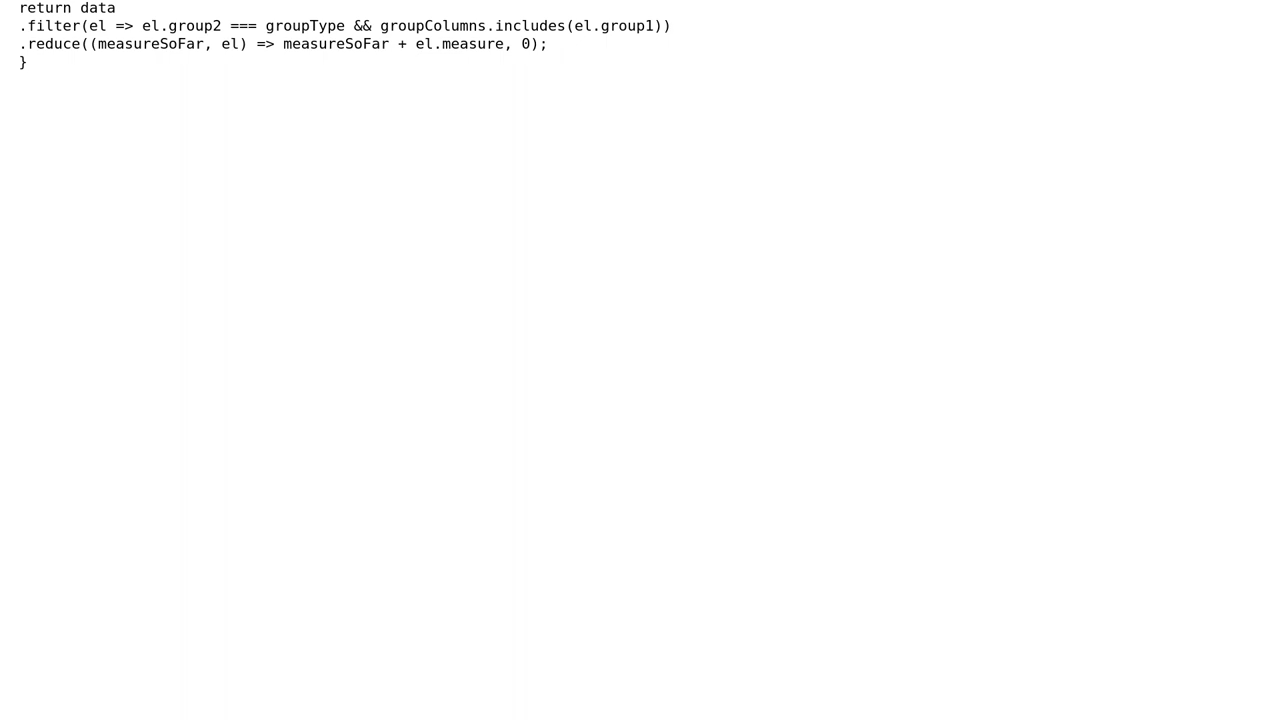 return data
.filter(el => el.group2 === groupType && groupColumns.includes(el.group1))
.reduce((measureSoFar, el) => measureSoFar + el.measure, 0);
}